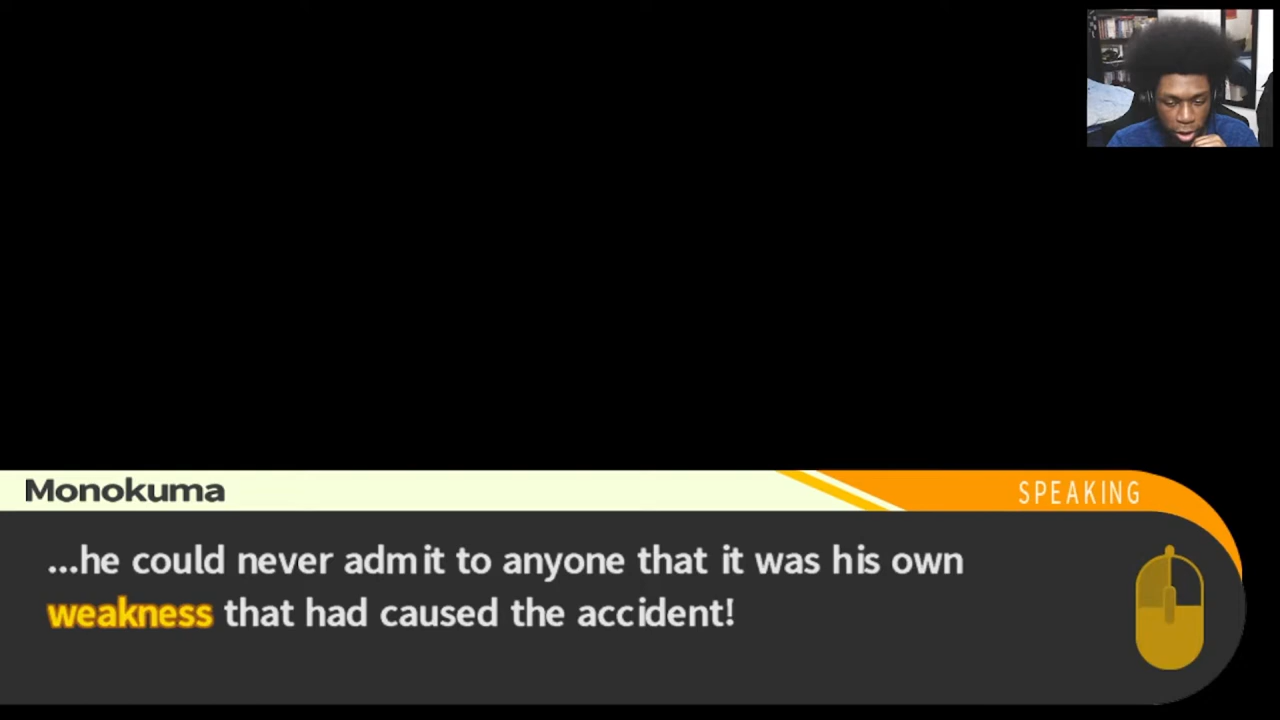 Monokuma
SPEAKING
...he could never admit to anyone that it was his own
weakness that had caused the accident!